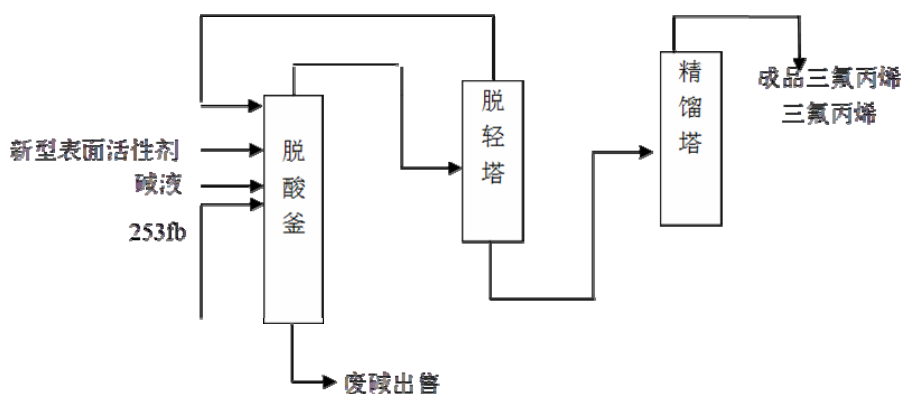 新型表面活性剂
碱液
253fb
脱酸釜
脱轻塔
精馏塔
成品三氟丙烯
三氟丙烯
废碱出售